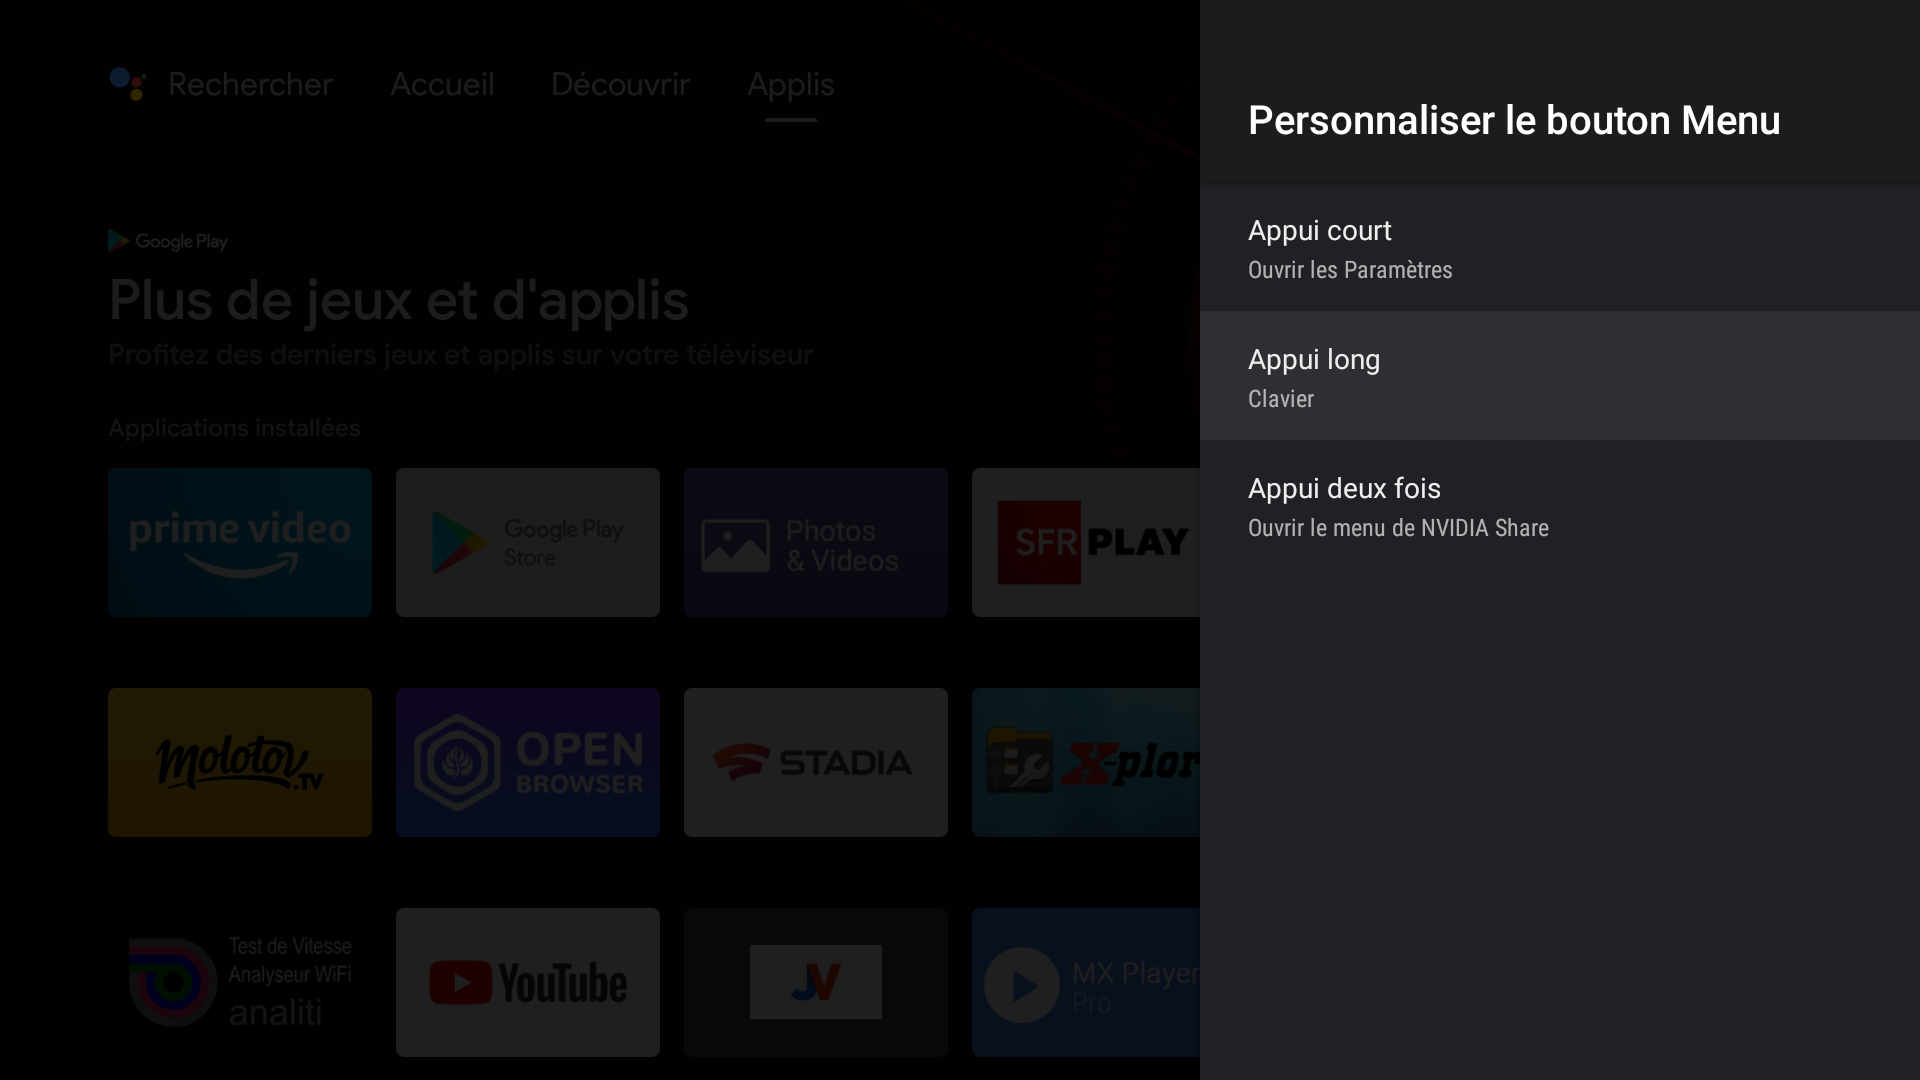 Rechercher Accueil Découvrir Applis
Google Play
Plus de jeux et d'applis
Profitez des derniers jeux et applis sur votre téléviseur
Applications installées
prime video
Google Play
Store
Photos
& Videos
SFR PLAY
molotov
.TV
OPEN
BROWSER
STADIA
X-plor
Test de Vitesse
Analyseur WiFi
analiti
YouTube
JV
MX Player
Pro
Personnaliser le bouton Menu
Appui court
Ouvrir les Paramètres
Appui long
Clavier
Appui deux fois
Ouvrir le menu de NVIDIA Share